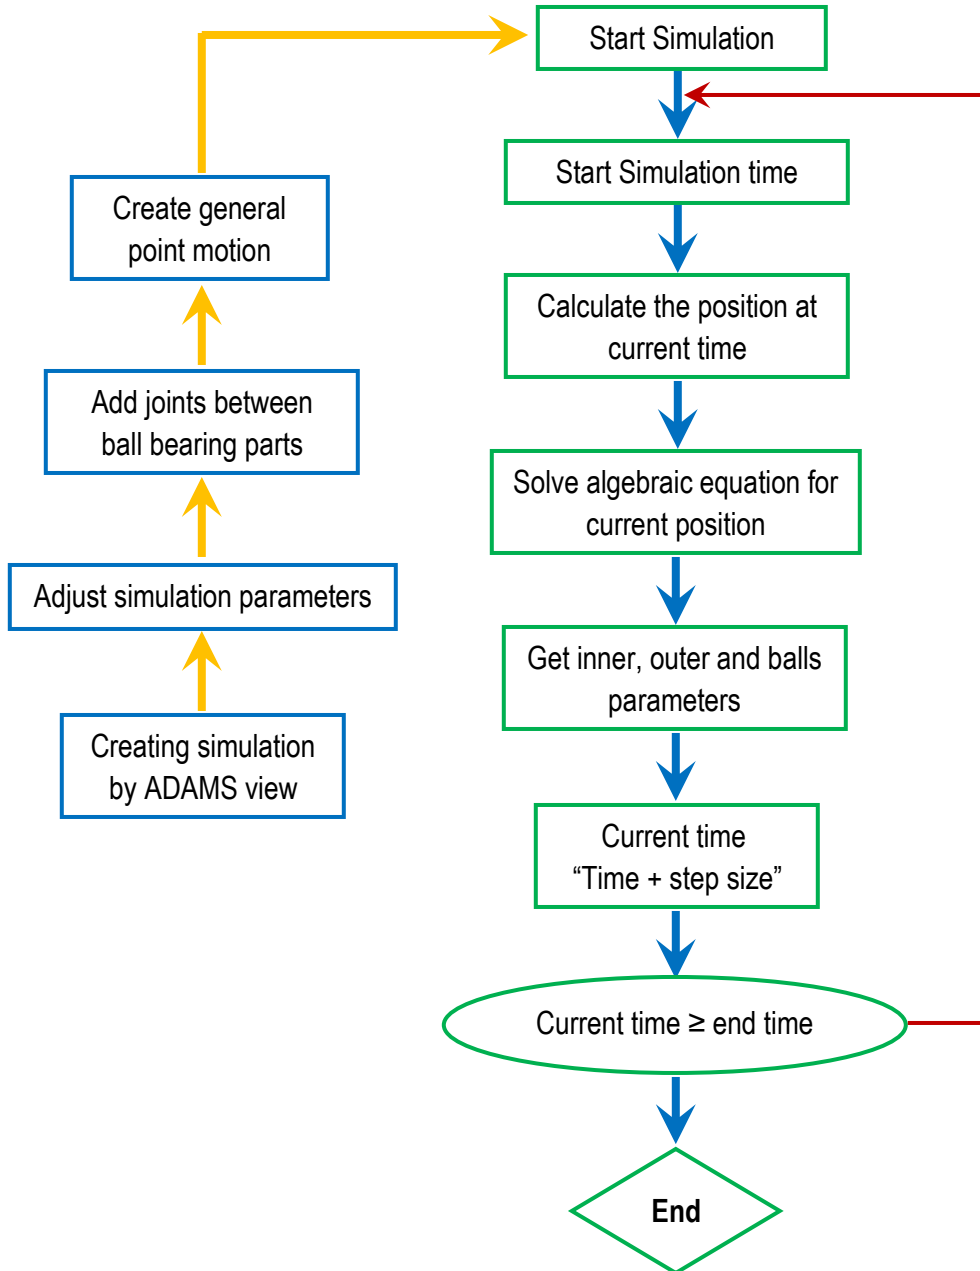 Start Simulation
Start Simulation time
Create general
point motion
Calculate the position at
current time
Add joints between
ball bearing parts
Solve algebraic equation for
current position
Adjust simulation parameters
Get inner, outer and balls
parameters
Creating simulation
by ADAMS view
Current time
“Time + step size”
Current time ≥ end time
End